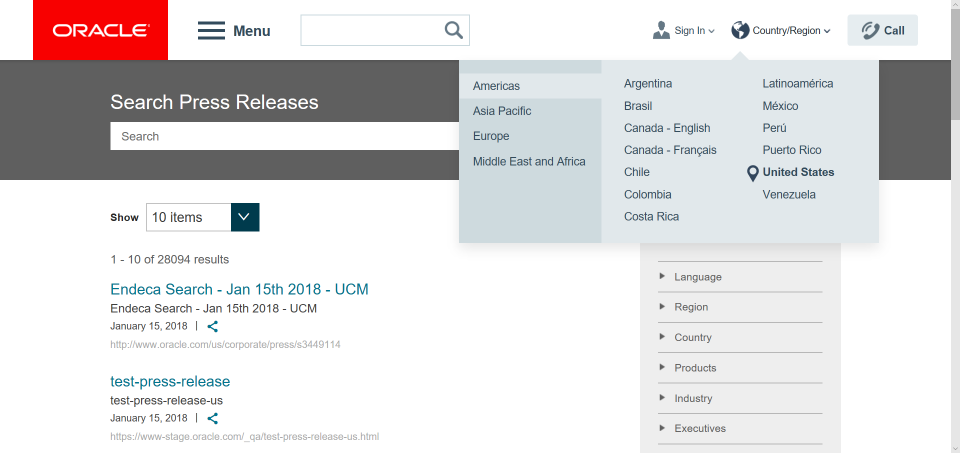 ORACLE
Menu
Sign In
Country/Region
Call
Search Press Releases
Search
Americas
Asia Pacific
Europe
Middle East and Africa
Argentina
Brasil
Canada - English
Canada - Français
Chile
Colombia
Costa Rica
Latinoamérica
México
Perú
Puerto Rico
United States
Venezuela
Show
10 items
1 - 10 of 28094 results
Endeca Search - Jan 15th 2018 - UCM
Endeca Search - Jan 15th 2018 - UCM
January 15, 2018 |
http://www.oracle.com/us/corporate/press/s3449114
test-press-release
test-press-release-us
January 15, 2018 |
https://www-stage.oracle.com/_qa/test-press-release-us.html
Language
Region
Country
Products
Industry
Executives